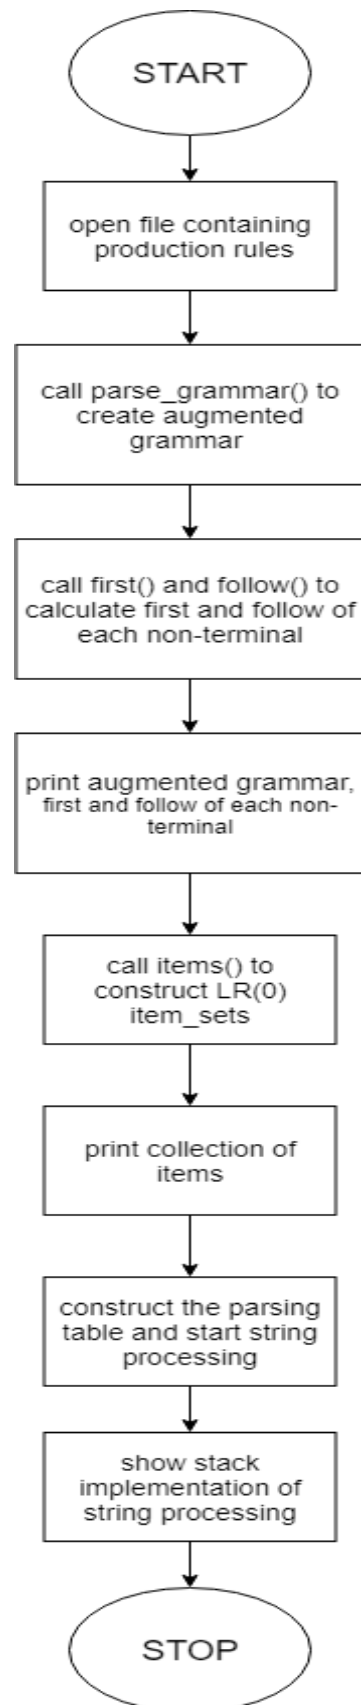 START
open file containing
production rules
call parse_grammar() to
create augmented
grammar
call first() and follow() to
calculate first and follow of
each non-terminal
print augmented grammar,
first and follow of each non-
terminal
call items() to
construct LR(0)
item_sets
print collection of
items
construct the parsing
table and start string
processing
show stack
implementation of
string processing
STOP